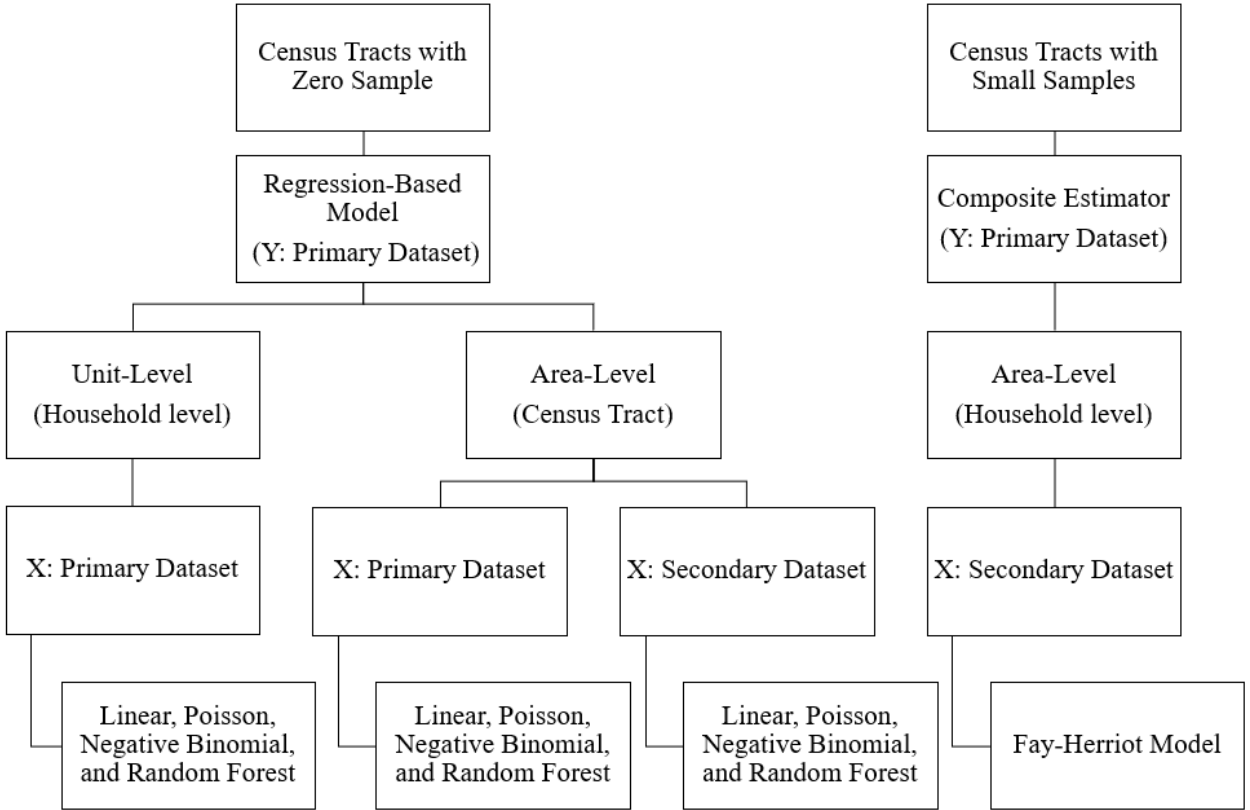 Census Tracts with
Zero Sample
Census Tracts with
Small Samples
Regression-Based
Model
(Y: Primary Dataset)
Composite Estimator
(Y: Primary Dataset)
Unit-Level
(Household level)
Area-Level
(Census Tract)
Area-Level
(Household level)
X: Primary Dataset
X: Primary Dataset
X: Secondary Dataset
X: Secondary Dataset
Linear, Poisson,
Negative Binomial,
and Random Forest
Linear, Poisson,
Negative Binomial,
and Random Forest
Linear, Poisson,
Negative Binomial,
and Random Forest
Fay-Herriot Model